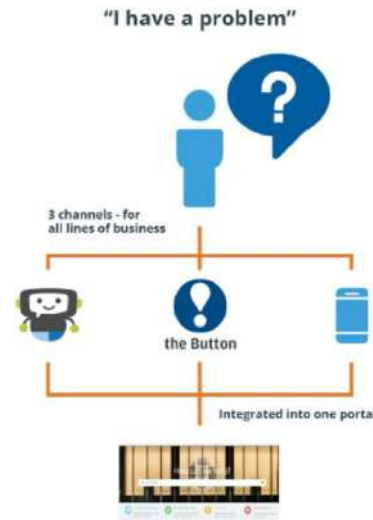 “I have a problem”
3 channels - for
all lines of business
the Button
Integrated into one porta